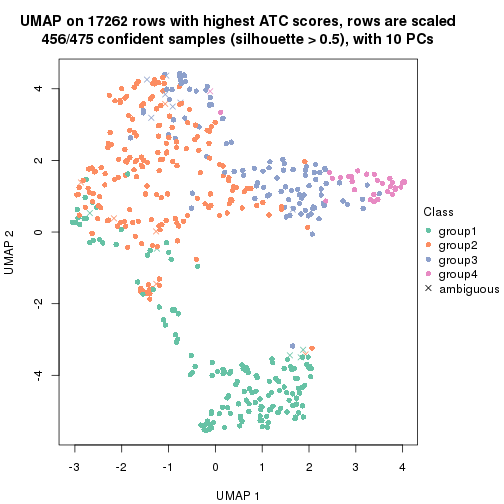 UMAP on 17262 rows with highest ATC scores, rows are scaled
456/475 confident samples (silhouette > 0.5), with 10 PCs
4
2
0
-2
-4
UMAP 2
-3
-2
-1
0
1
2
3
4
UMAP 1
Class
group1
group2
group3
group4
ambiguous